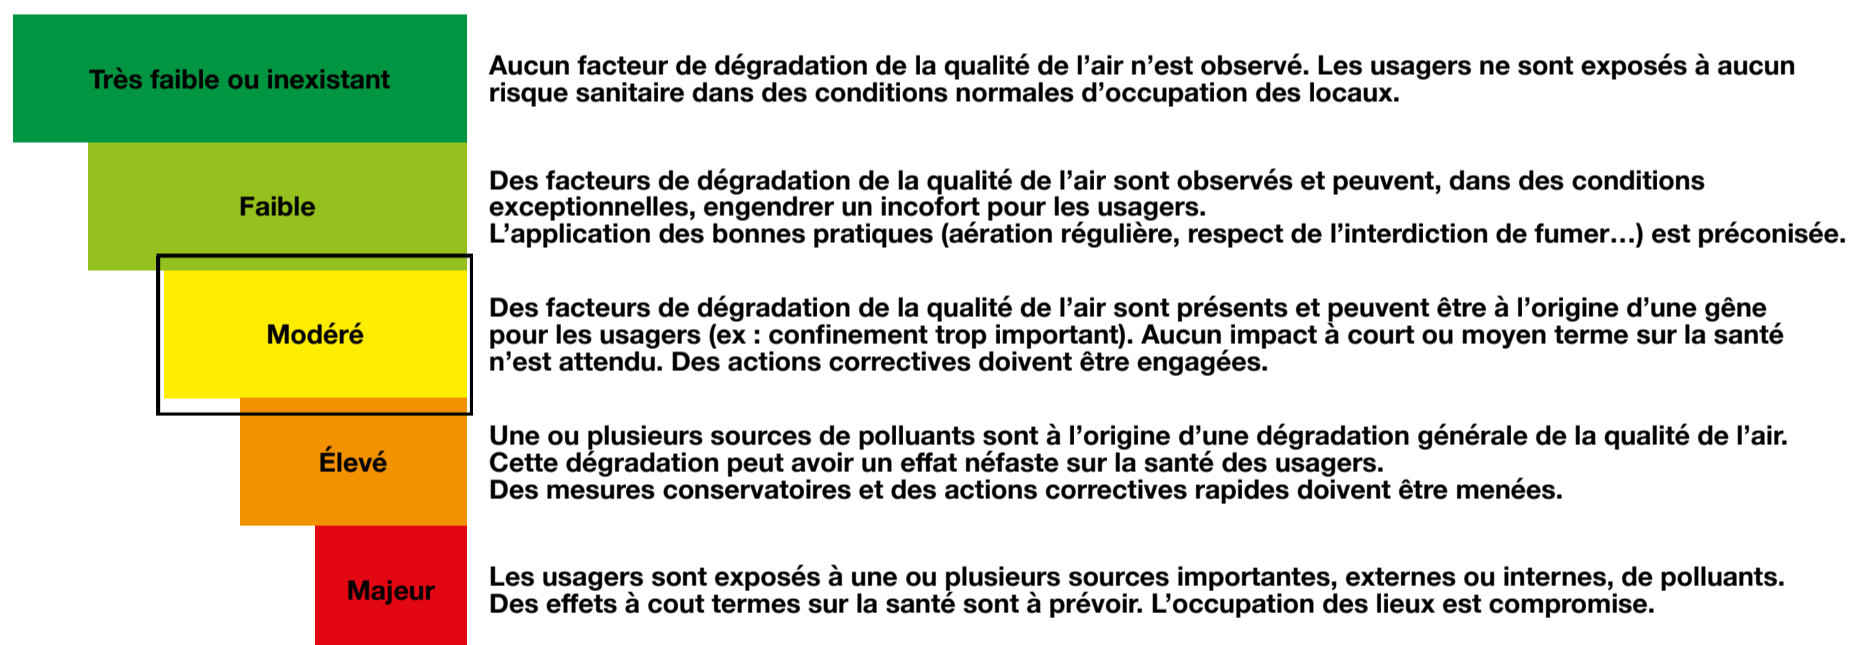 Très faible ou inexistant
Aucun facteur de dégradation de la qualité de l’air n’est observé. Les usagers ne sont exposés à aucun
risque sanitaire dans des conditions normales d’occupation des locaux.
Faible
Des facteurs de dégradation de la qualité de l’air sont observés et peuvent, dans des conditions
exceptionnelles, engendrer un incofort pour les usagers.
L’application des bonnes pratiques (aération régulière, respect de l’interdiction de fumer…) est préconisée.
Modéré
Des facteurs de dégradation de la qualité de l’air sont présents et peuvent être à l’origine d’une gêne
pour les usagers (ex : confinement trop important). Aucun impact à court ou moyen terme sur la santé
n’est attendu. Des actions correctives doivent être engagées.
Élevé
Une ou plusieurs sources de polluants sont à l’origine d’une dégradation générale de la qualité de l’air.
Cette dégradation peut avoir un effat néfaste sur la santé des usagers.
Des mesures conservatoires et des actions correctives rapides doivent être menées.
Majeur
Les usagers sont exposés à une ou plusieurs sources importantes, externes ou internes, de polluants.
Des effets à cout termes sur la santé sont à prévoir. L’occupation des lieux est compromise.